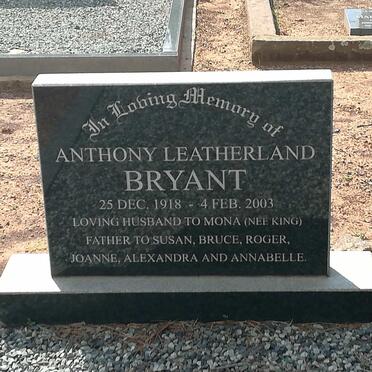 In Loving Memory of
ANTHONY LEATHERLAND
BRYANT
25 DEC. 1918 - 4 FEB. 2003
LOVING HUSBAND TO MONA (NEE KING)
FATHER TO SUSAN, BRUCE, ROGER,
JOANNE, ALEXANDRA AND ANNABELLE.